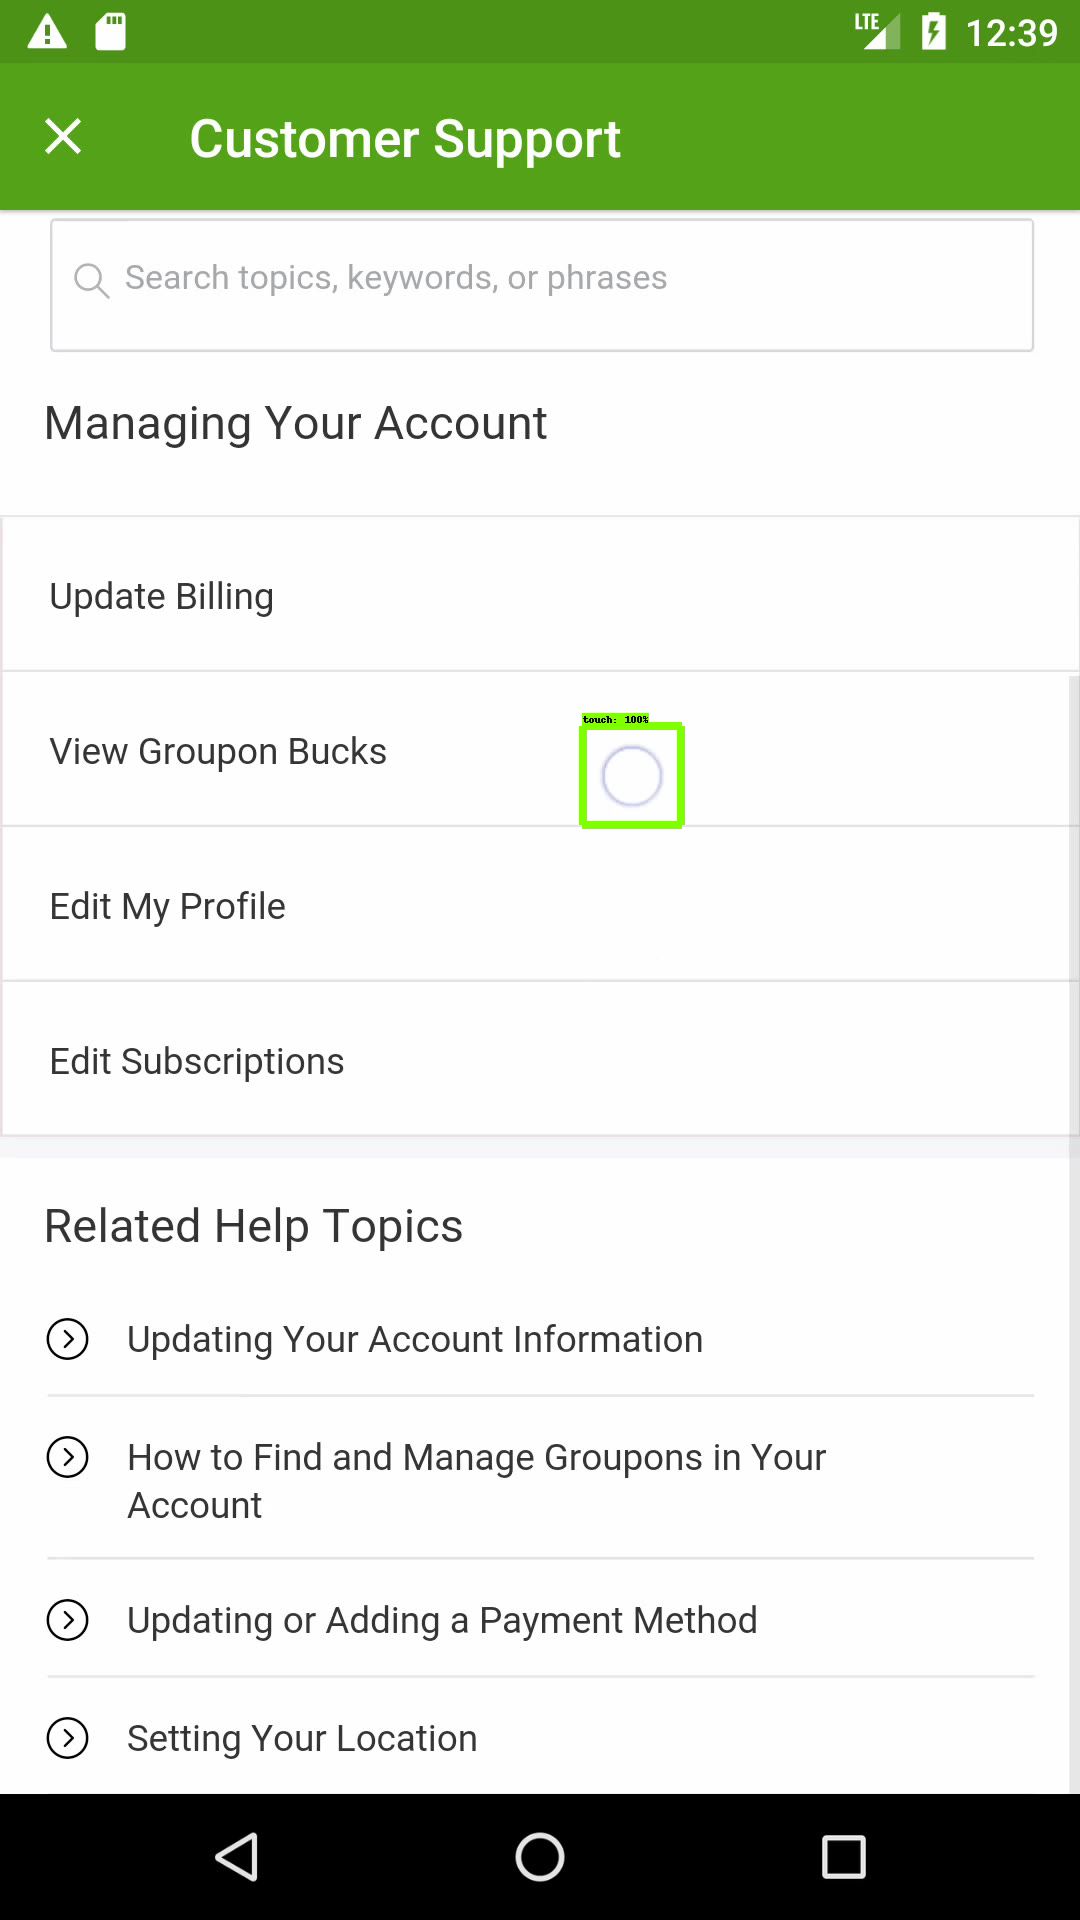 LTE 12:39
Customer Support
Search topics, keywords, or phrases
Managing Your Account
Update Billing
touch: 100%
View Groupon Bucks
Edit My Profile
Edit Subscriptions
Related Help Topics
Updating Your Account Information
How to Find and Manage Groupons in Your
Account
Updating or Adding a Payment Method
Setting Your Location